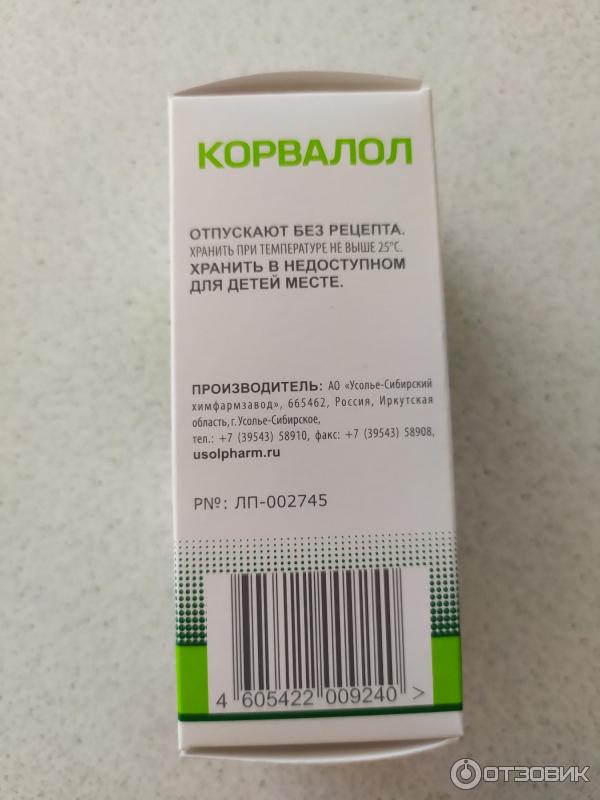 КОРВАЛОЛ
ОТПУСКАЮТ БЕЗ РЕЦЕПТА.
ХРАНИТЬ ПРИ ТЕМПЕРАТУРЕ НЕ ВЫШЕ 25°С.
ХРАНИТЬ В НЕДОСТУПНОМ
ДЛЯ ДЕТЕЙ МЕСТЕ.
ПРОИЗВОДИТЕЛЬ: АО «Усолье-Сибирский
химфармзавод», 665462, Россия, Иркутская
область, г. Усолье-Сибирское,
тел.: +7 (39543) 58910, факс: +7 (39543) 58908,
usolpharm.ru
Р№: ЛП-002745
4 605422 009240 >
ОТЗОВИК